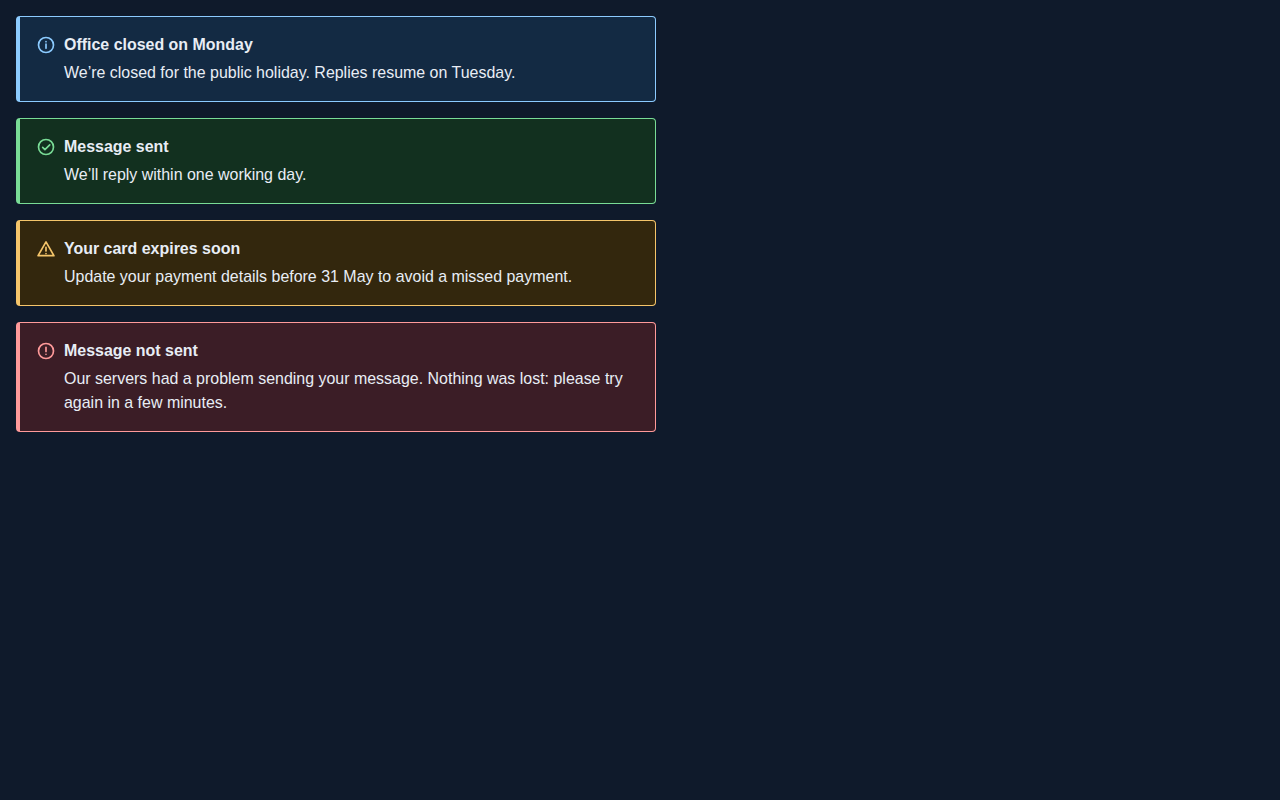 Office closed on Monday
We’re closed for the public holiday. Replies resume on Tuesday.
Message sent
We’ll reply within one working day.
Your card expires soon
Update your payment details before 31 May to avoid a missed payment.
Message not sent
Our servers had a problem sending your message. Nothing was lost: please try
again in a few minutes.